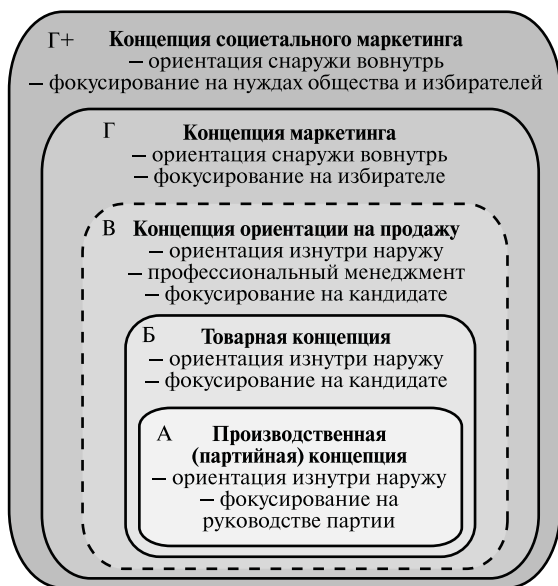 Г+ Концепция социетального маркетинга
– ориентация снаружи вовнутрь
– фокусирование на нуждах общества и избирателей
Г Концепция маркетинга
– ориентация снаружи вовнутрь
– фокусирование на избирателе
В Концепция ориентации на продажу
– ориентация изнутри наружу
– профессиональный менеджмент
– фокусирование на кандидате
Б Товарная концепция
– ориентация изнутри наружу
– фокусирование на кандидате
А Производственная
(партийная) концепция
– ориентация изнутри наружу
– фокусирование на
руководстве партии